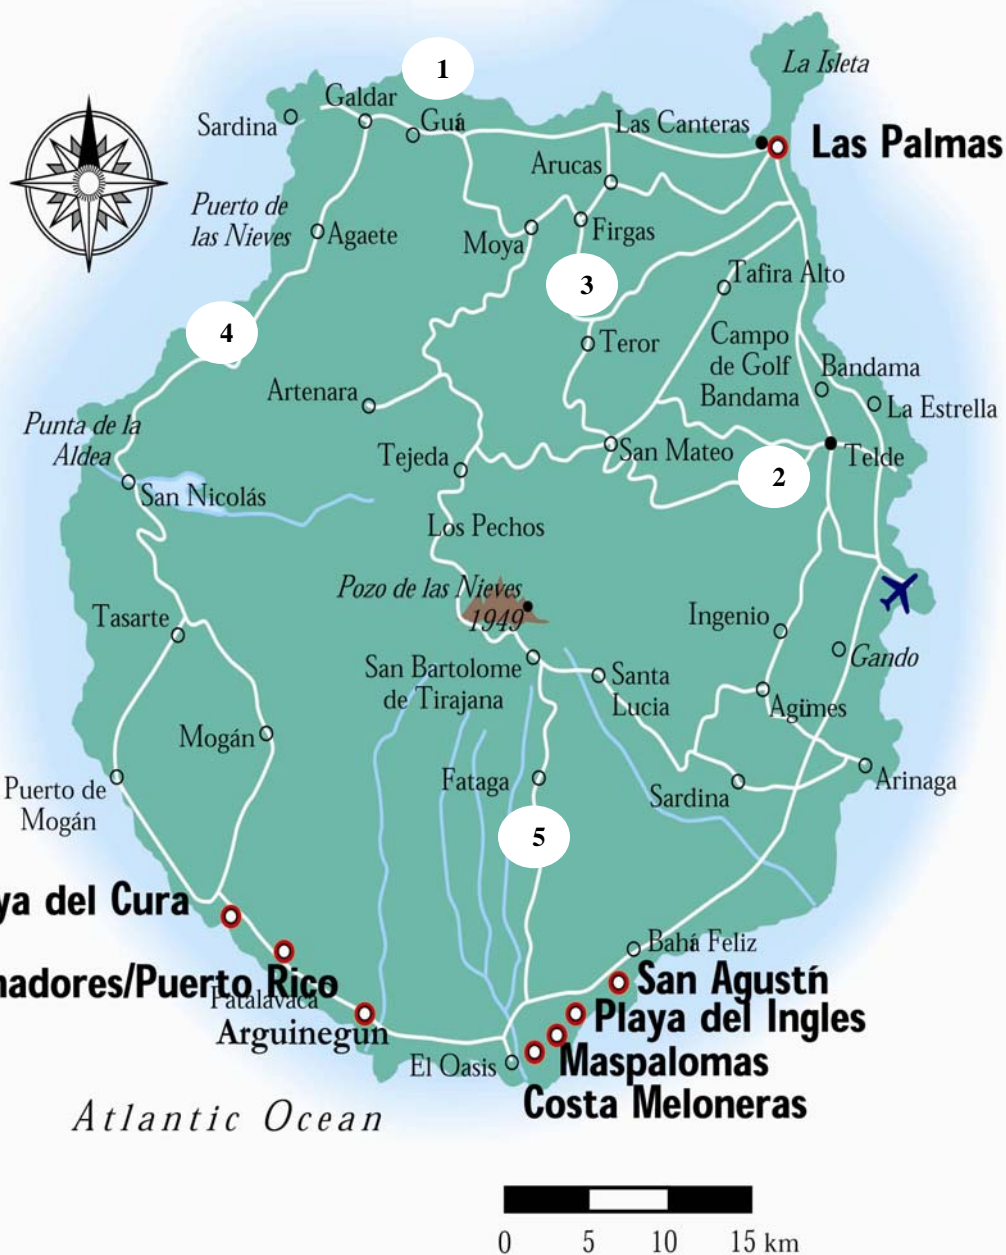 La Isleta
1
Galdar
Sardina
Guiá
Las Canteras
Las Palmas
Arucas
Puerto de
las Nieves
Agaete
Moya
Firgas
3
Tafira Alto
4
Teror
Campo
de Golf
Bandama
Bandama
Artenara
La Estrella
Punta de la
Aldea
Tejeda
San Mateo
Telde
2
San Nicolás
Los Pechos
Pozo de las Nieves
1949
Tasarte
Ingenio
Gando
San Bartolome
de Tirajana
Santa
Lucia
Agüimes
Mogán
Fataga
Sardina
Arinaga
Puerto de
Mogán
5
ya del Cura
Bahá Feliz
San Agustín
nadores/Puerto Rico
Patalavaca
Playa del Ingles
Arguinegun
El Oasis
Maspalomas
Costa Meloneras
Atlantic Ocean
0 5 10 15 km